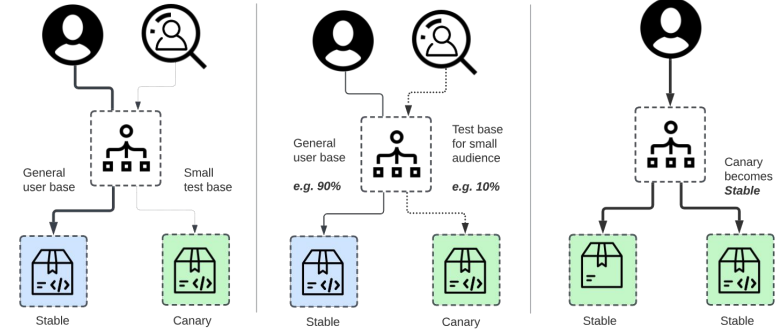 General
user base
Small
test base
Stable
Canary
General
user base
e.g. 90%
Test base
for small
audience
e.g. 10%
Stable
Canary
Canary
becomes
Stable
Stable
Stable